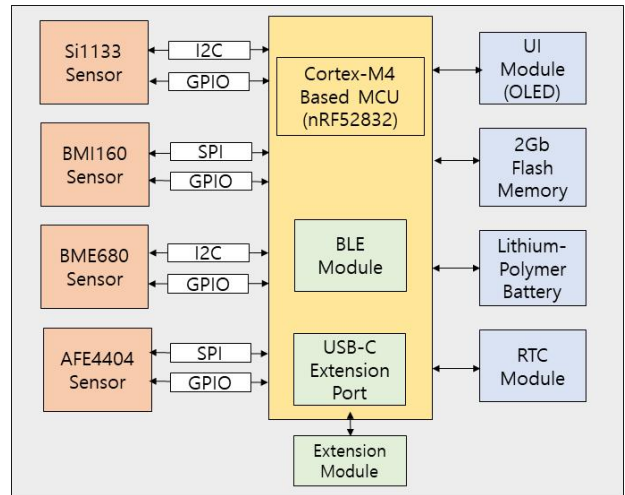 Si1133
Sensor
I2C
GPIO
BMI160
Sensor
SPI
GPIO
BME680
Sensor
I2C
GPIO
AFE4404
Sensor
SPI
GPIO
Cortex-M4
Based MCU
(nRF52832)
BLE
Module
USB-C
Extension
Port
Extension
Module
UI
Module
(OLED)
2Gb
Flash
Memory
Lithium-
Polymer
Battery
RTC
Module